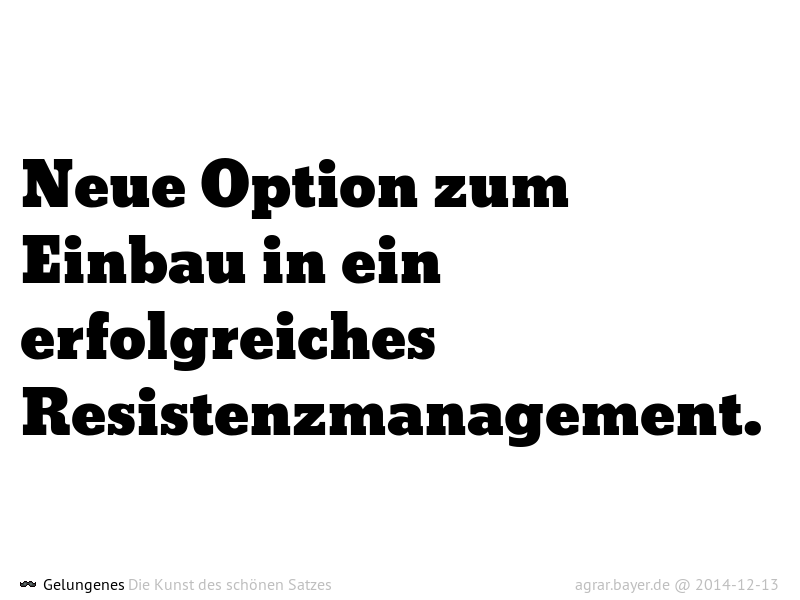 Neue Option zum
Einbau in ein
erfolgreiches
Resistenzmanagement.
Gelungenes Die Kunst des schönen Satzes
agrar.bayer.de @ 2014-12-13